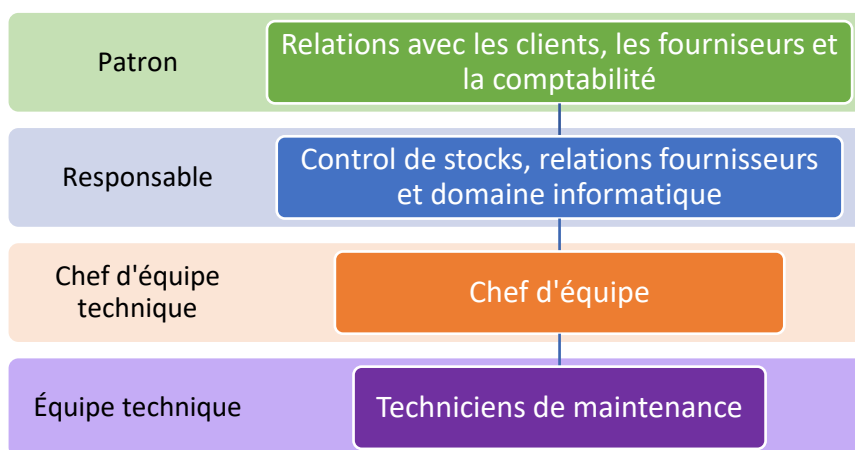 Patron
Relations avec les clients, les fourniseurs et
la comptabilité
Responsable
Control de stocks, relations fournisseurs
et domaine informatique
Chef d'équipe
technique
Chef d'équipe
Équipe technique
Techniciens de maintenance